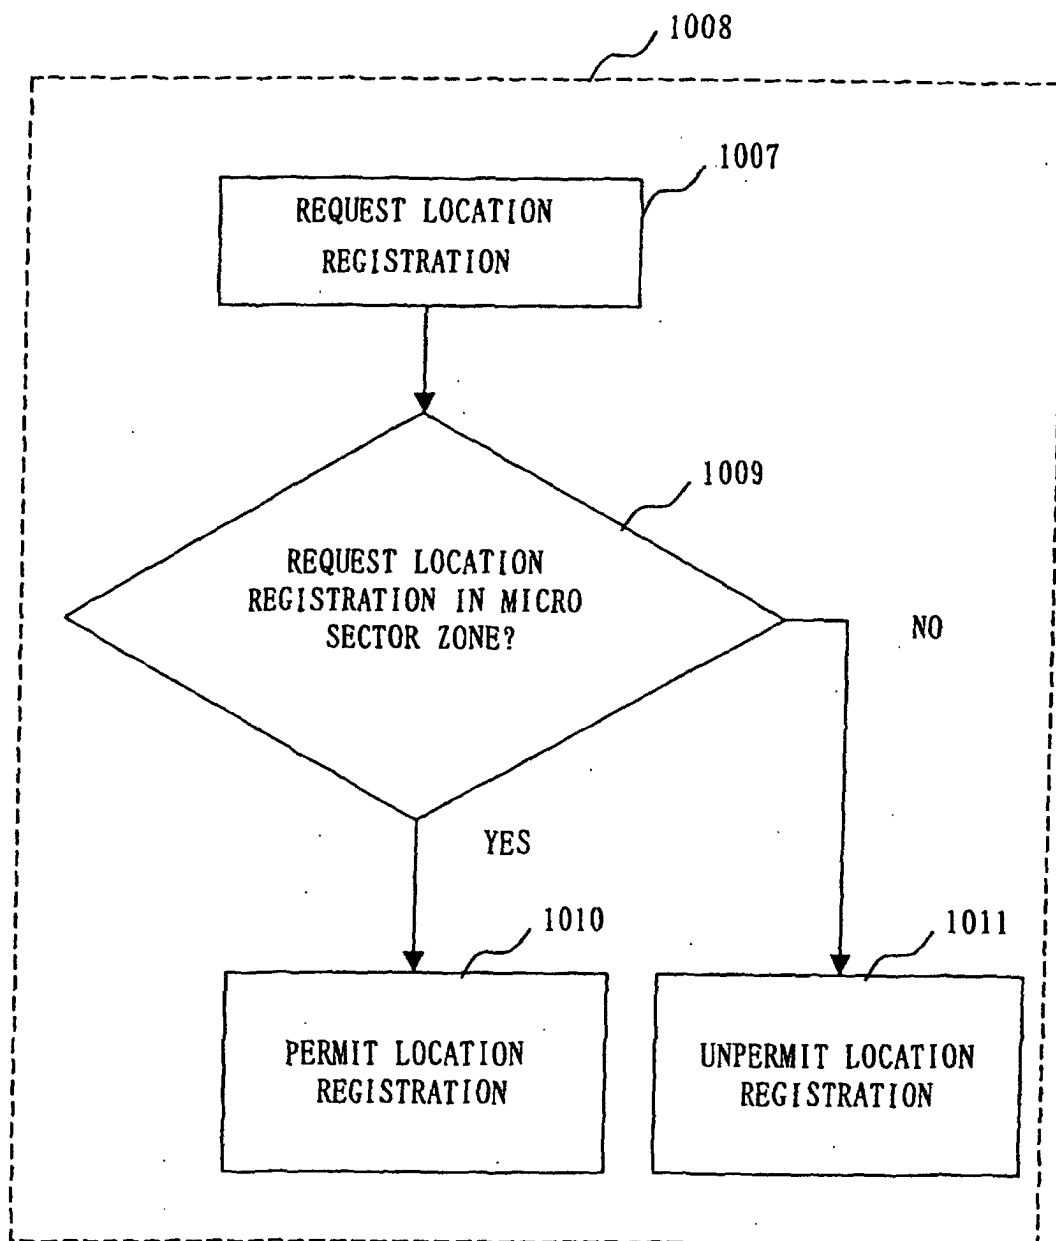 1008
1007
REQUEST LOCATION
REGISTRATION
1009
REQUEST LOCATION
REGISTRATION IN MICRO
SECTOR ZONE?
NO
YES
1010
1011
PERMIT LOCATION
REGISTRATION
UNPERMIT LOCATION
REGISTRATION